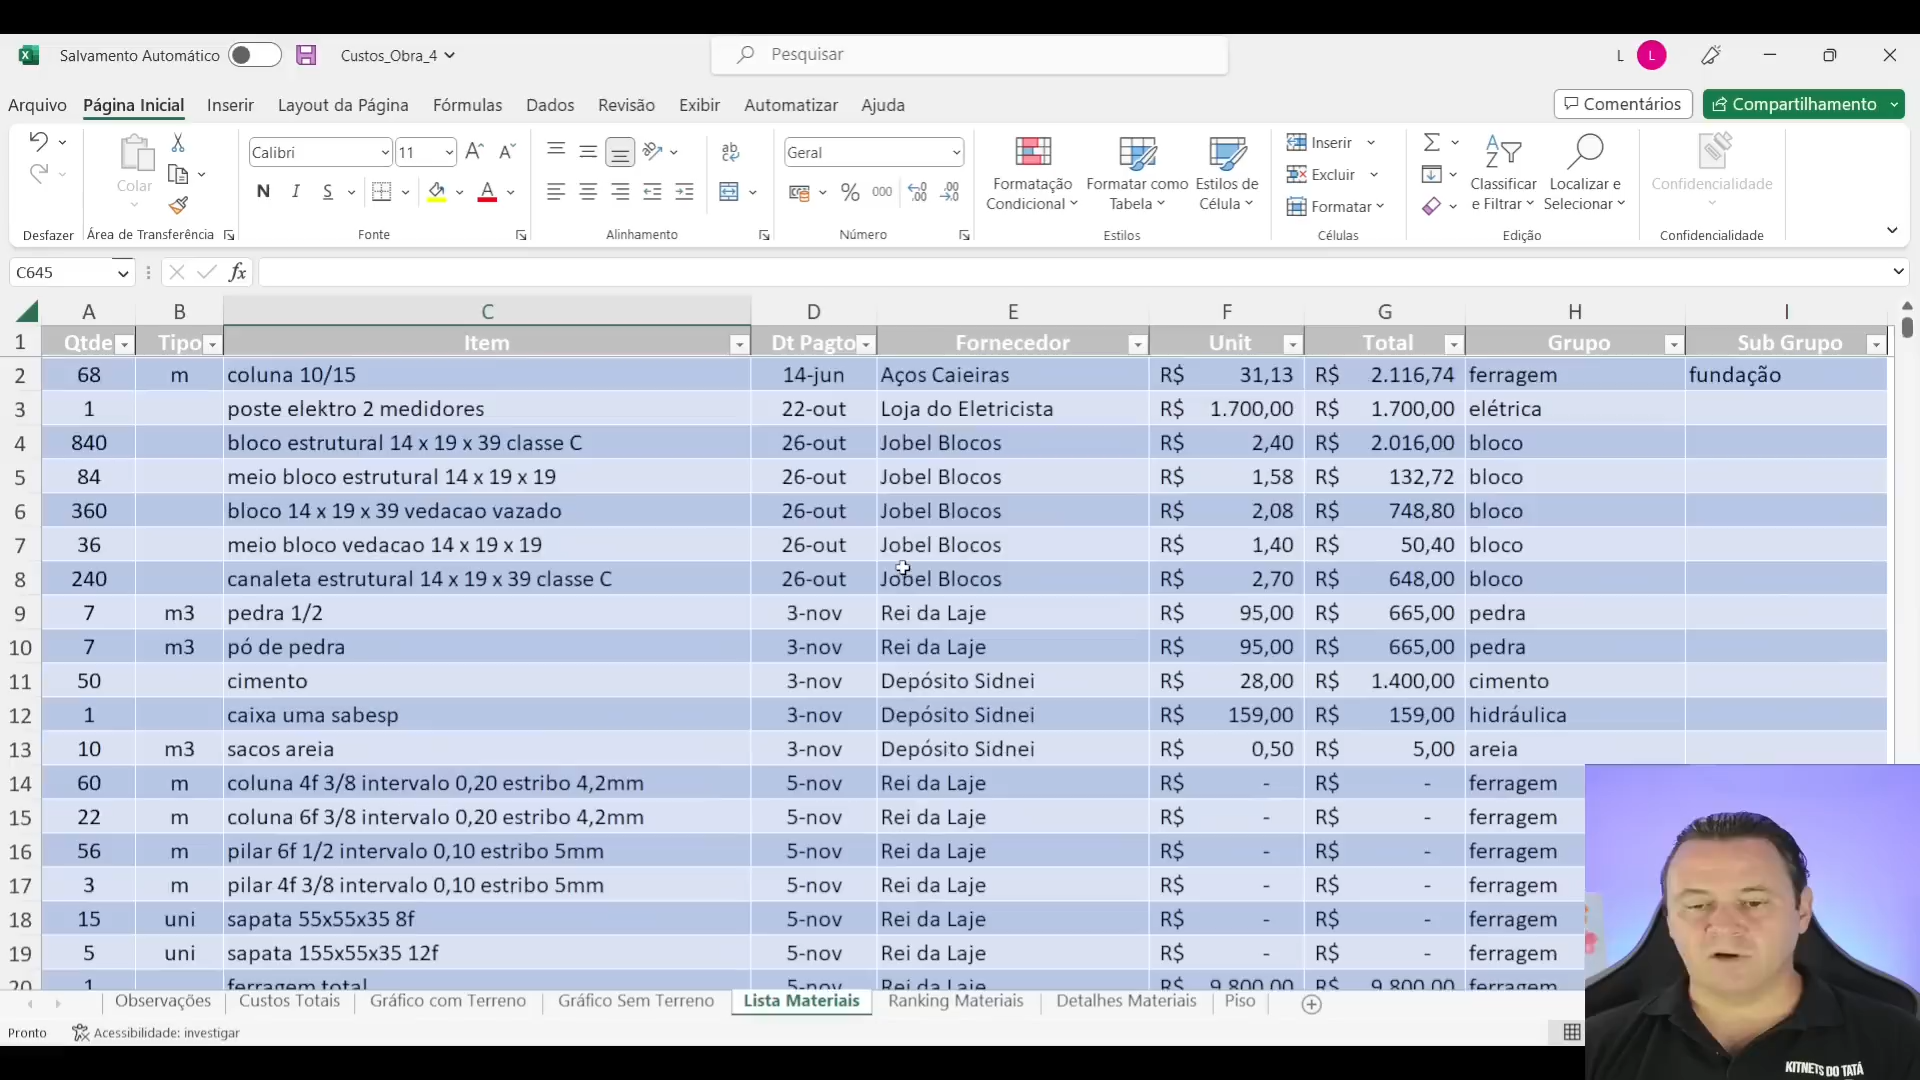 Salvamento Automático Custos_Obra_4 Pesquisar L L
Arquivo Página Inicial Inserir Layout da Página Fórmulas Dados Revisão Exibir Automatizar Ajuda Comentários Compartilhamento
Colar Calibri 11 Geral Formatação Condicional Formatar como Tabela Estilos de Célula Inserir Excluir Formatar Classificar e Filtrar Localizar e Selecionar Confidencialidade
N I S A % 000
Desfazer Área de Transferência Fonte Alinhamento Número Estilos Células Edição Confidencialidade
C645 fx
A B C D E F G H I
1 Qtde Tipo Item Dt Pagto Fornecedor Unit Total Grupo Sub Grupo
2 68 m coluna 10/15 14-jun Aços Caieiras R$ 31,13 R$ 2.116,74 ferragem fundação
3 1 poste elektro 2 medidores 22-out Loja do Eletricista R$ 1.700,00 R$ 1.700,00 elétrica
4 840 bloco estrutural 14 x 19 x 39 classe C 26-out Jobel Blocos R$ 2,40 R$ 2.016,00 bloco
5 84 meio bloco estrutural 14 x 19 x 19 26-out Jobel Blocos R$ 1,58 R$ 132,72 bloco
6 360 bloco 14 x 19 x 39 vedacao vazado 26-out Jobel Blocos R$ 2,08 R$ 748,80 bloco
7 36 meio bloco vedacao 14 x 19 x 19 26-out Jobel Blocos R$ 1,40 R$ 50,40 bloco
8 240 canaleta estrutural 14 x 19 x 39 classe C 26-out Jobel Blocos R$ 2,70 R$ 648,00 bloco
9 7 m3 pedra 1/2 3-nov Rei da Laje R$ 95,00 R$ 665,00 pedra
10 7 m3 pó de pedra 3-nov Rei da Laje R$ 95,00 R$ 665,00 pedra
11 50 cimento 3-nov Depósito Sidnei R$ 28,00 R$ 1.400,00 cimento
12 1 caixa uma sabesp 3-nov Depósito Sidnei R$ 159,00 R$ 159,00 hidráulica
13 10 m3 sacos areia 3-nov Depósito Sidnei R$ 0,50 R$ 5,00 areia
14 60 m coluna 4f 3/8 intervalo 0,20 estribo 4,2mm 5-nov Rei da Laje R$ - R$ - ferragem
15 22 m coluna 6f 3/8 intervalo 0,20 estribo 4,2mm 5-nov Rei da Laje R$ - R$ - ferragem
16 56 m pilar 6f 1/2 intervalo 0,10 estribo 5mm 5-nov Rei da Laje R$ - R$ - ferragem
17 3 m pilar 4f 3/8 intervalo 0,10 estribo 5mm 5-nov Rei da Laje R$ - R$ - ferragem
18 15 uni sapata 55x55x35 8f 5-nov Rei da Laje R$ - R$ - ferragem
19 5 uni sapata 155x55x35 12f 5-nov Rei da Laje R$ - R$ - ferragem
20 1 ferragem total 5-nov Rei da Laje R$ 9.800,00 R$ 9.800,00 ferragem
Observações Custos Totais Gráfico com Terreno Gráfico Sem Terreno Lista Materiais Ranking Materiais Detalhes Materiais Piso
Pronto Acessibilidade: investigar
KITNETS DO TATÁ